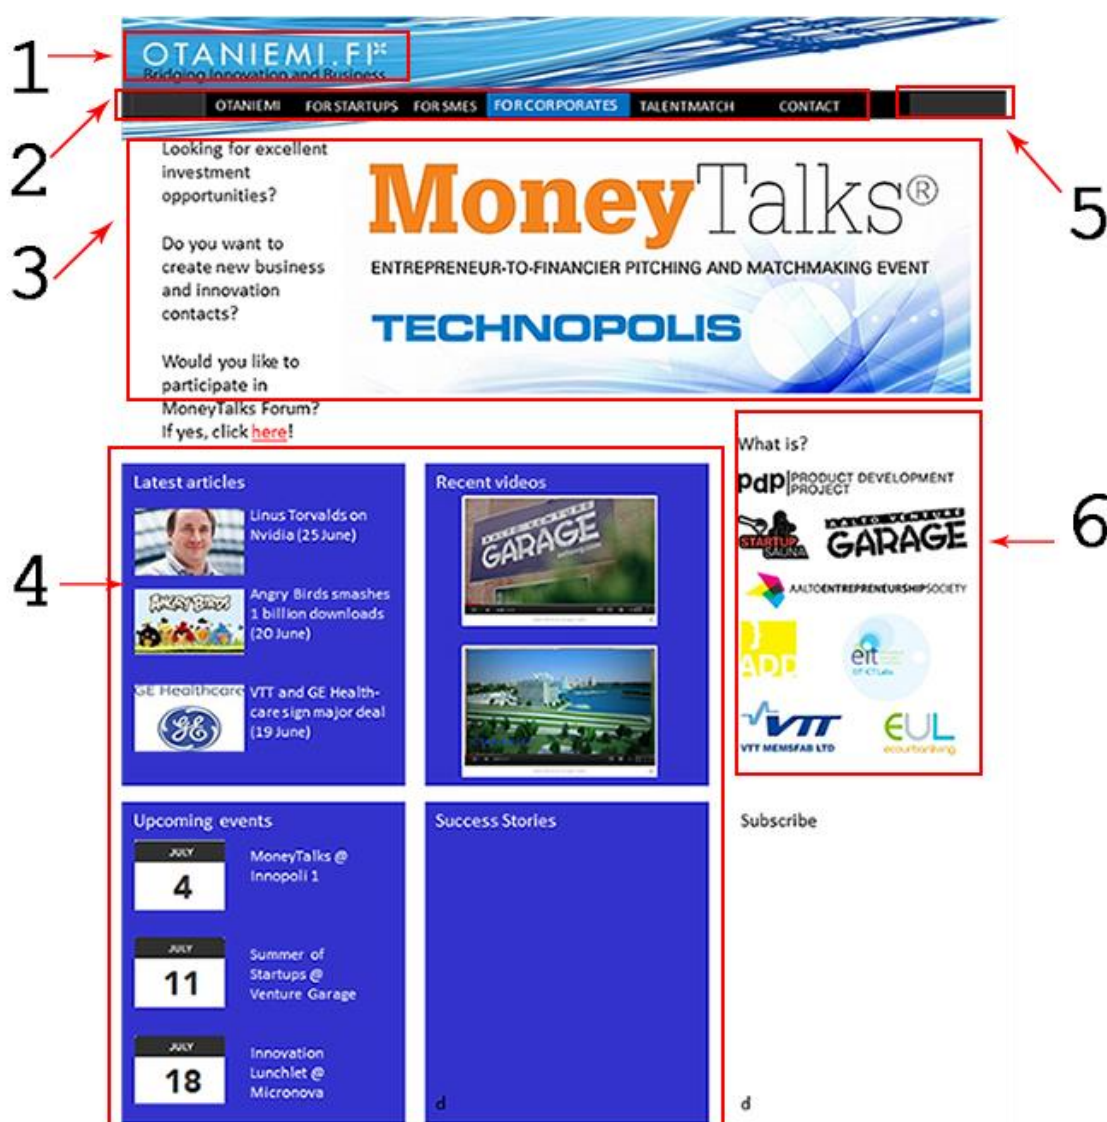 1
OTANIEMI.FI
Bridging Innovation and Business
2
OTANIEMI FOR STARTUPS FOR SMES FOR CORPORATES TALENTMATCH CONTACT
5
3
Looking for excellent
investment
opportunities?
Do you want to
create new business
and innovation
contacts?
Would you like to
participate in
MoneyTalks Forum?
If yes, click here!
MoneyTalks®
ENTREPRENEUR-TO-FINANCIER PITCHING AND MATCHMAKING EVENT
TECHNOPOLIS
4
Latest articles
Linus Torvalds on
Nvidia (25 June)
ANGRY BIRDS
Angry Birds smashes
1 billion downloads
(20 June)
GE Healthcare
VTT and GE Health-
care sign major deal
(19 June)
Recent videos
AALTO VENTURE
GARAGE
What is?
pdp PRODUCT DEVELOPMENT
PROJECT
STARTUP
SAUNA
AALTO VENTURE
GARAGE
6
AALTOENTREPRENEURSHIPSOCIETY
ADD
eit
ICT Labs
VTT
VTT MEMSFAB LTD
EUL
ecourbanliving
Upcoming events
JULY
4
MoneyTalks @
Innopoli 1
JULY
11
Summer of
Startups @
Venture Garage
JULY
18
Innovation
Lunchlet @
Micronova
Success Stories
d
Subscribe
d